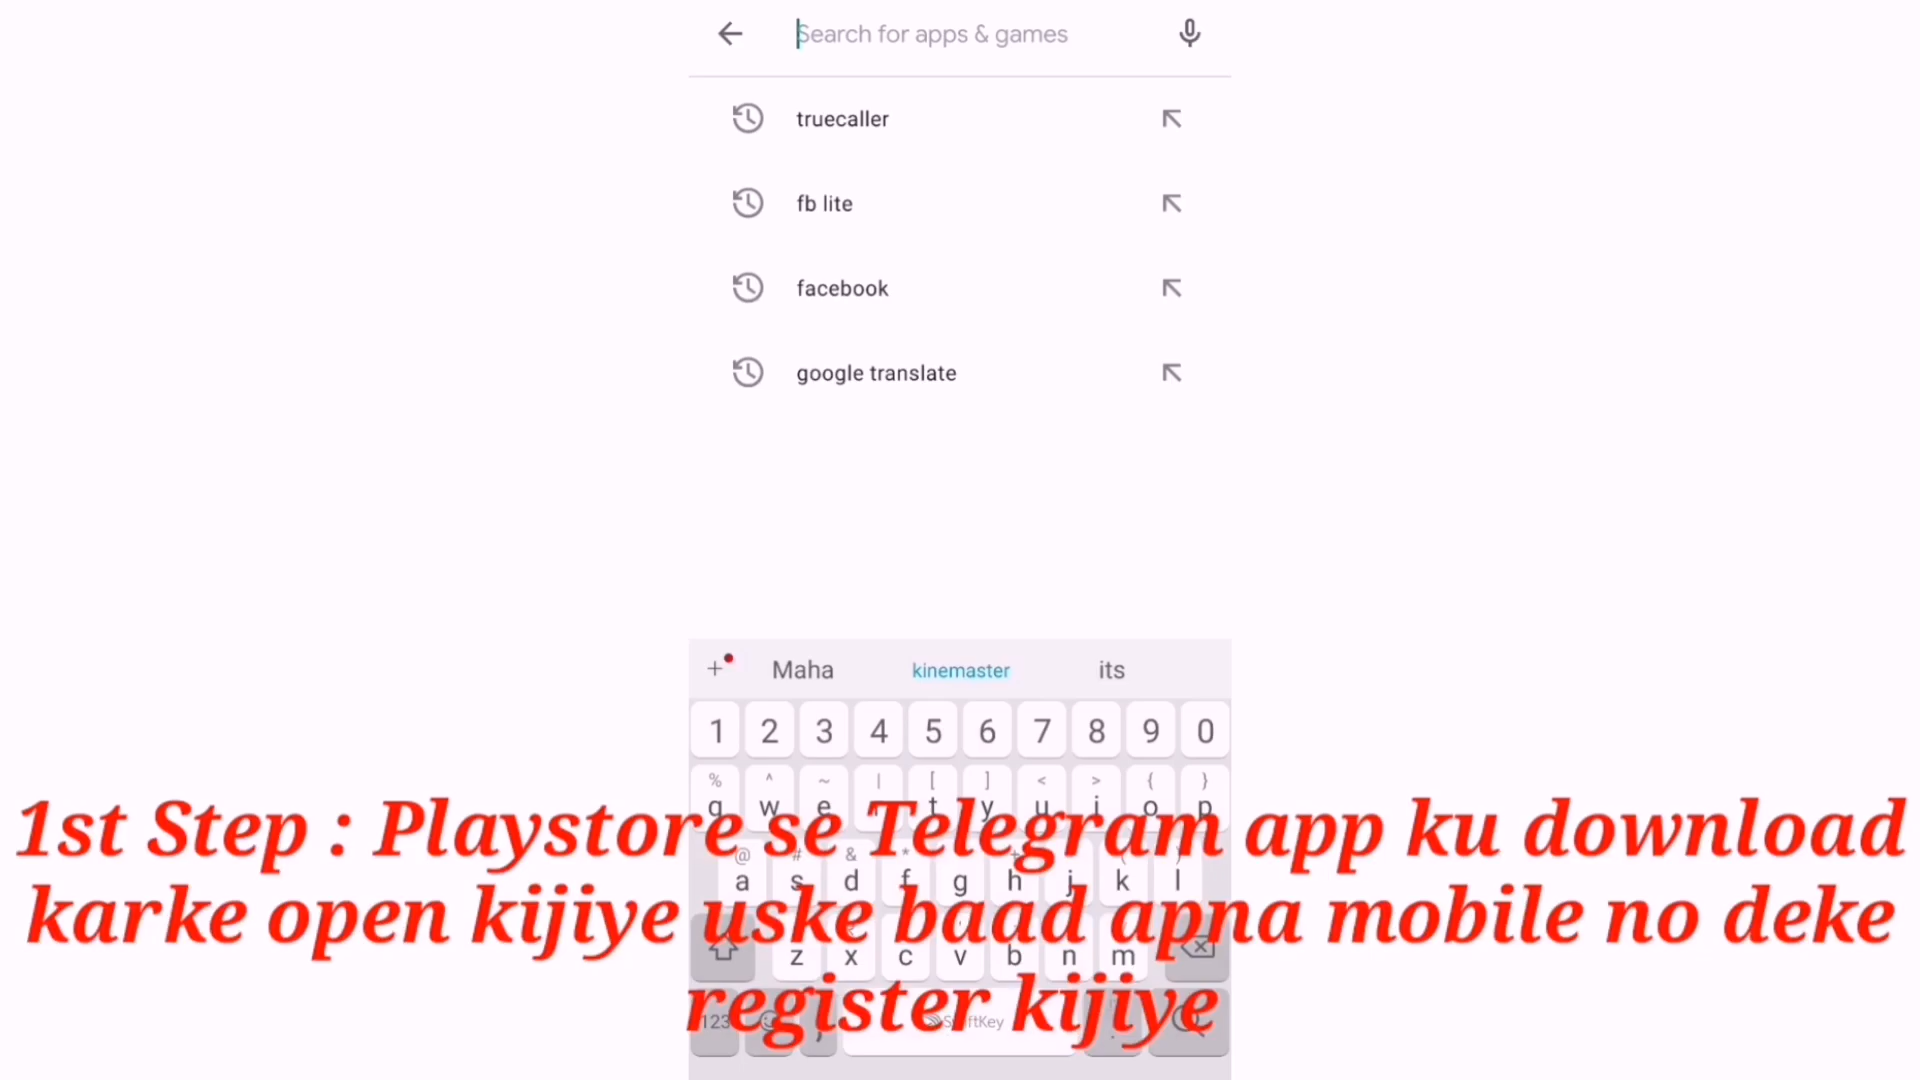 Search for apps & games
truecaller
fb lite
facebook
google translate
Maha kinemaster its
1 2 3 4 5 6 7 8 9 0
% ^ ~ | [ ] < > { }
q w e t y u i o p
@ # & * + ( )
a s d f g h j k l
z x c v b n m
123 , SwiftKey .
1st Step : Playstore se Telegram app ku download
karke open kijiye uske baad apna mobile no deke
register kijiye